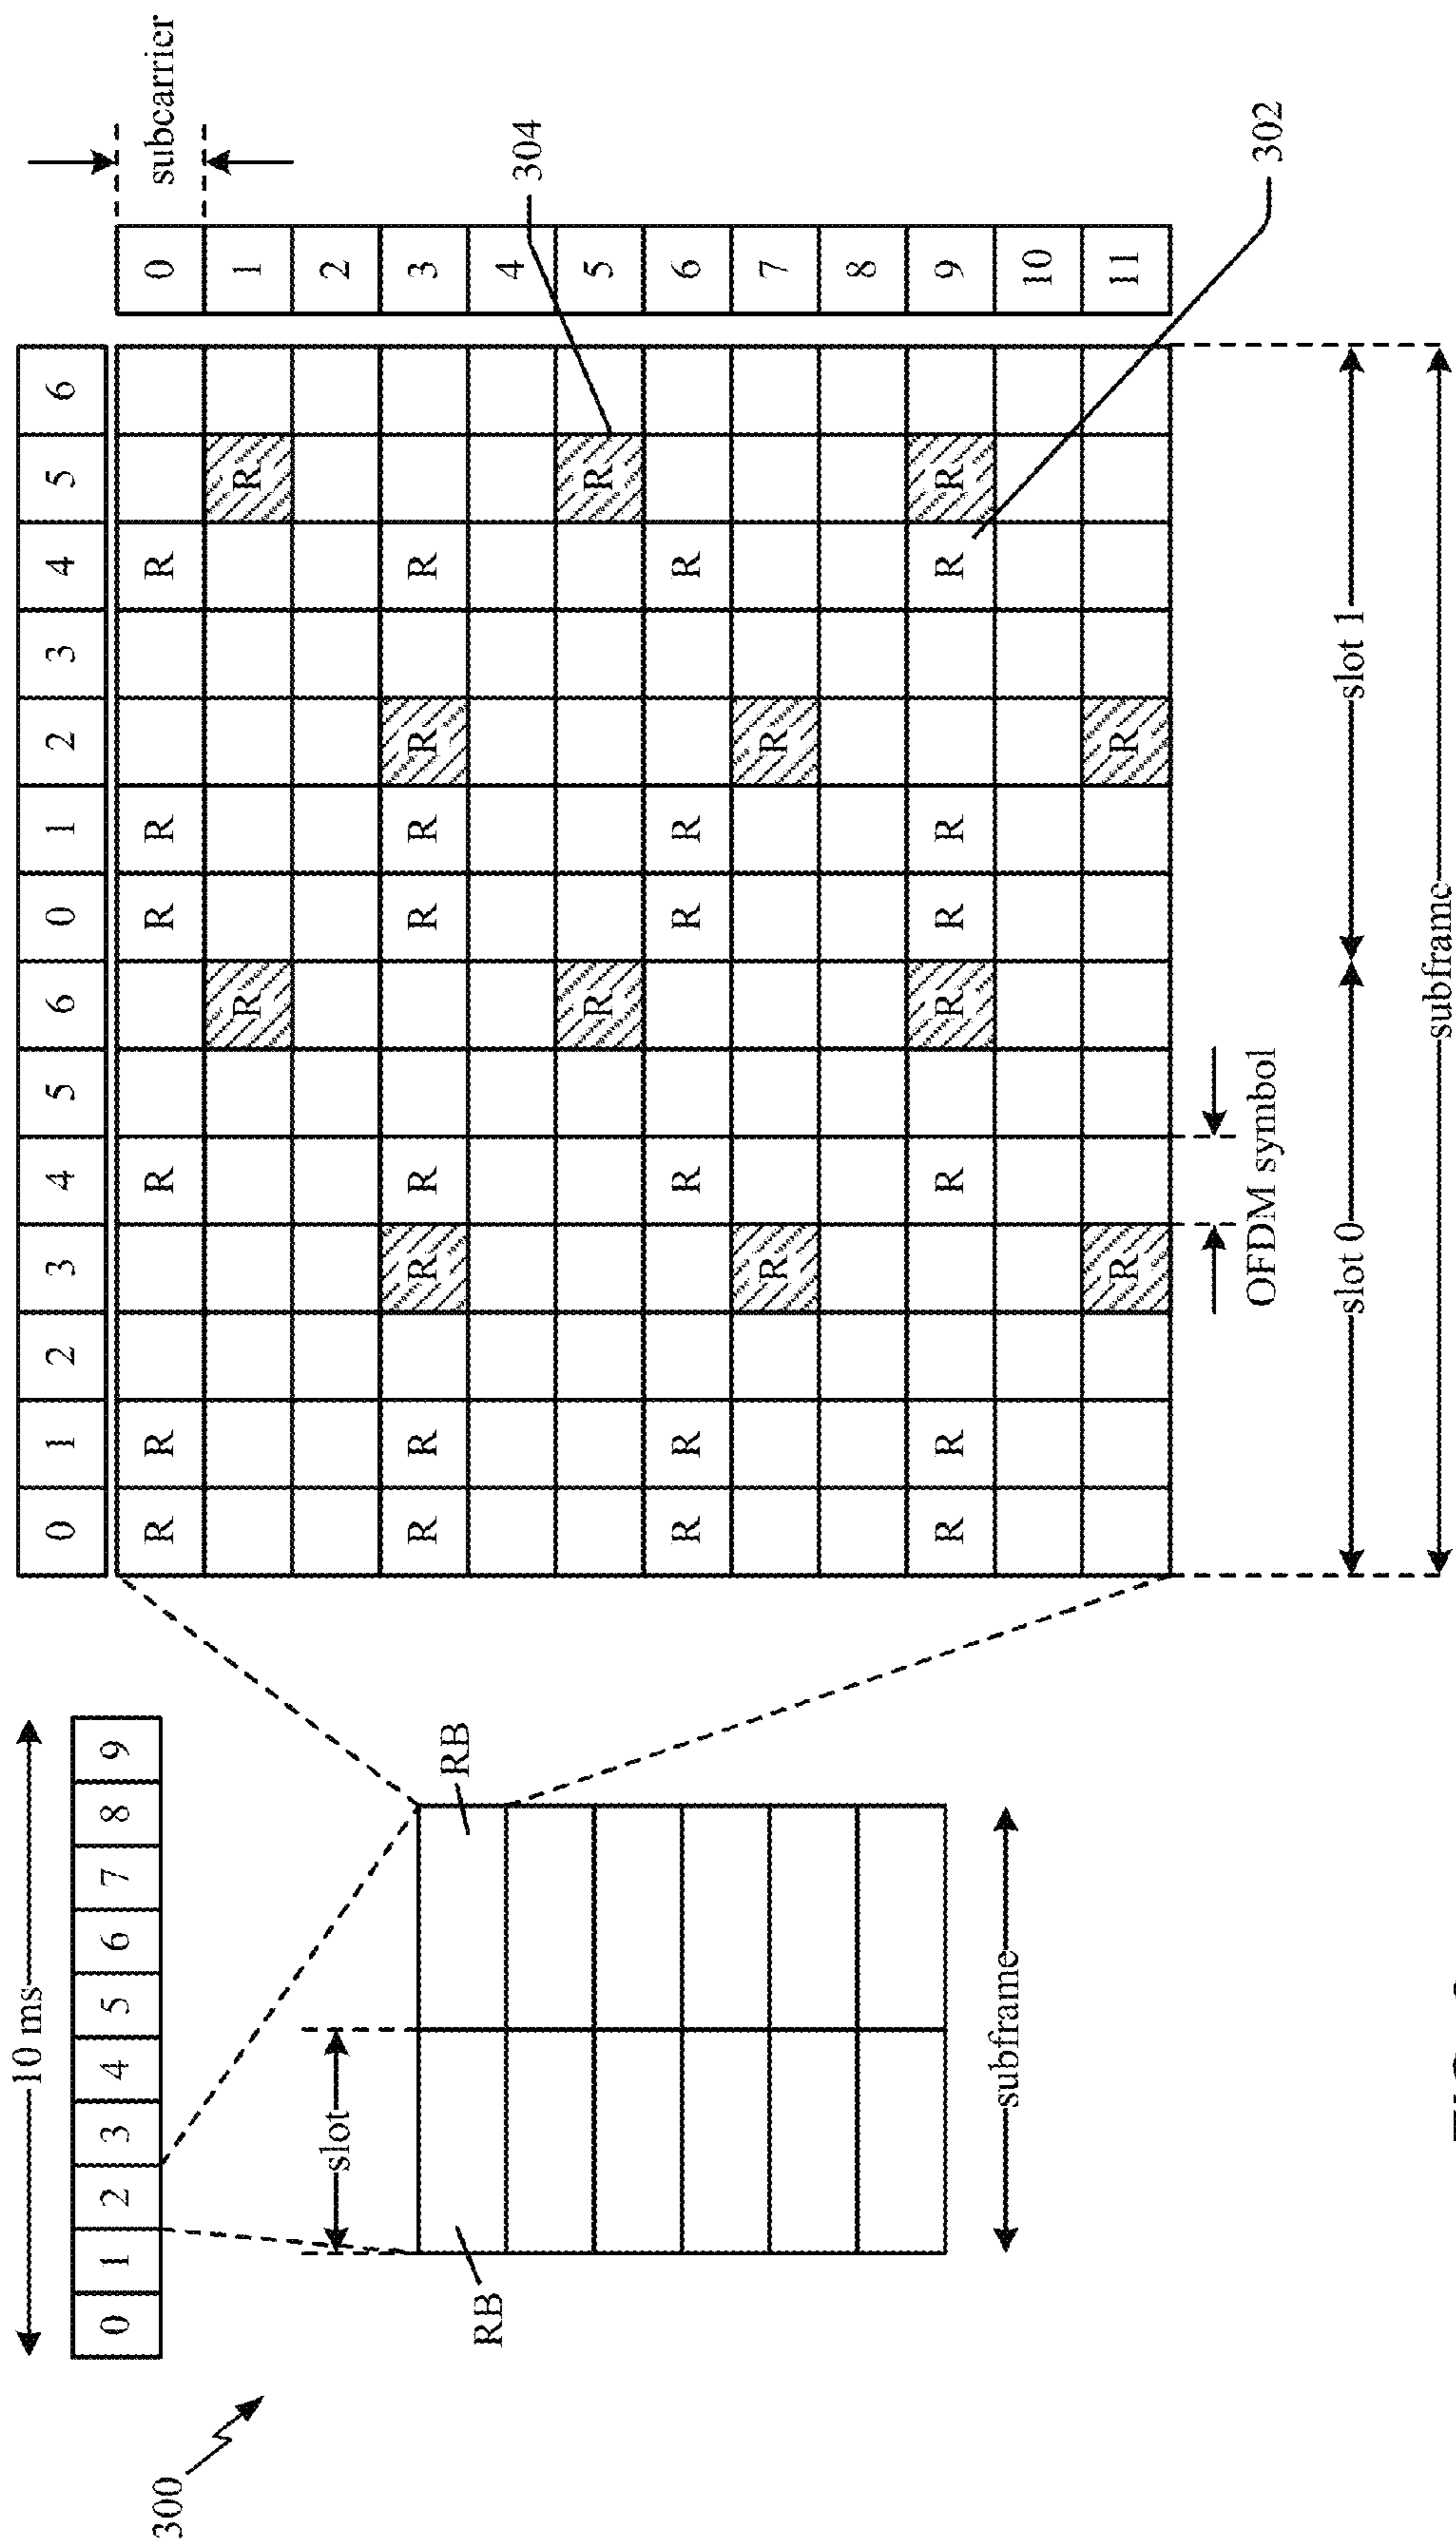 300
10 ms
0 1 2 3 4 5 6 7 8 9
slot
RB
RB
subframe
0 1 2 3 4 5 6 0 1 2 3 4 5 6
subcarrier
R R R R R R 0
R R 1
2
R R R R R R R R 3
4
R R 5
304
R R R R R R 6
R R 7
8
R R R R R R R R 9
10
R R 11
302
OFDM symbol
slot 0
slot 1
subframe